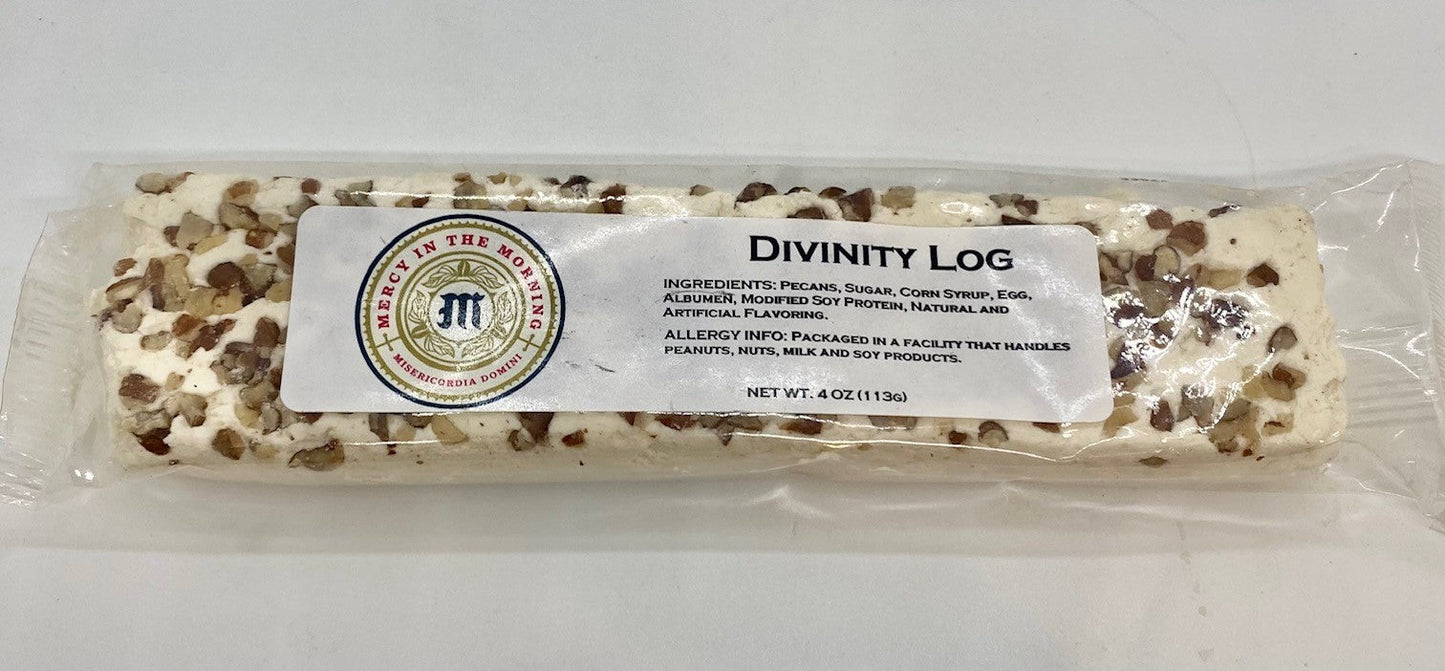 MERCY IN THE MORNING
M
MISERICORDIA DOMINI
DIVINITY LOG
INGREDIENTS: PECANS, SUGAR, CORN SYRUP, EGG,
ALBUMEN, MODIFIED SOY PROTEIN, NATURAL AND
ARTIFICIAL FLAVORING.
ALLERGY INFO: PACKAGED IN A FACILITY THAT HANDLES
PEANUTS, NUTS, MILK AND SOY PRODUCTS.
NET WT. 4 OZ (113G)